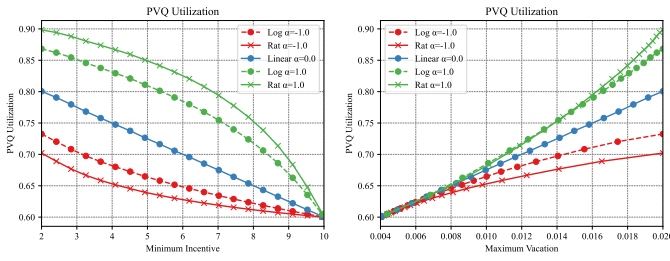 PVQ Utilization
0.90
0.85
0.80
0.75
0.70
0.65
0.60
PVQ Utilization
Log α=-1.0
Rat α=-1.0
Linear α=0.0
Log α=1.0
Rat α=1.0
2 3 4 5 6 7 8 9 10
Minimum Incentive
PVQ Utilization
0.90
0.85
0.80
0.75
0.70
0.65
0.60
PVQ Utilization
Log α=-1.0
Rat α=-1.0
Linear α=0.0
Log α=1.0
Rat α=1.0
0.004 0.006 0.008 0.010 0.012 0.014 0.016 0.018 0.020
Maximum Vacation